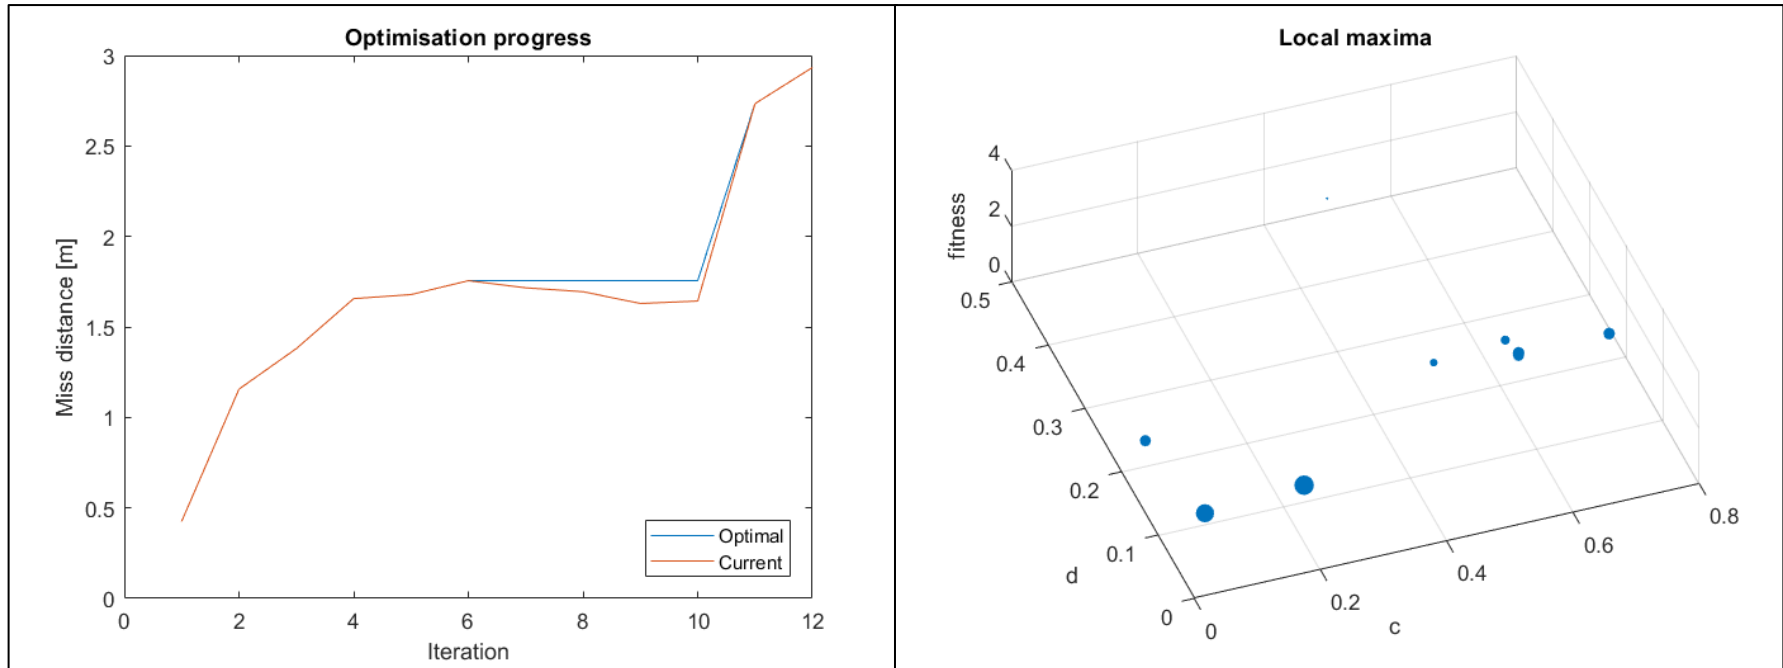 Optimisation progress
3
2.5
2
1.5
1
0.5
0
Miss distance [m]
0 2 4 6 8 10 12
Iteration
Optimal
Current
Local maxima
4
2
0
fitness
0.5
0.4
0.3
0.2
0.1
0
d
0
0.2
0.4
0.6
0.8
c